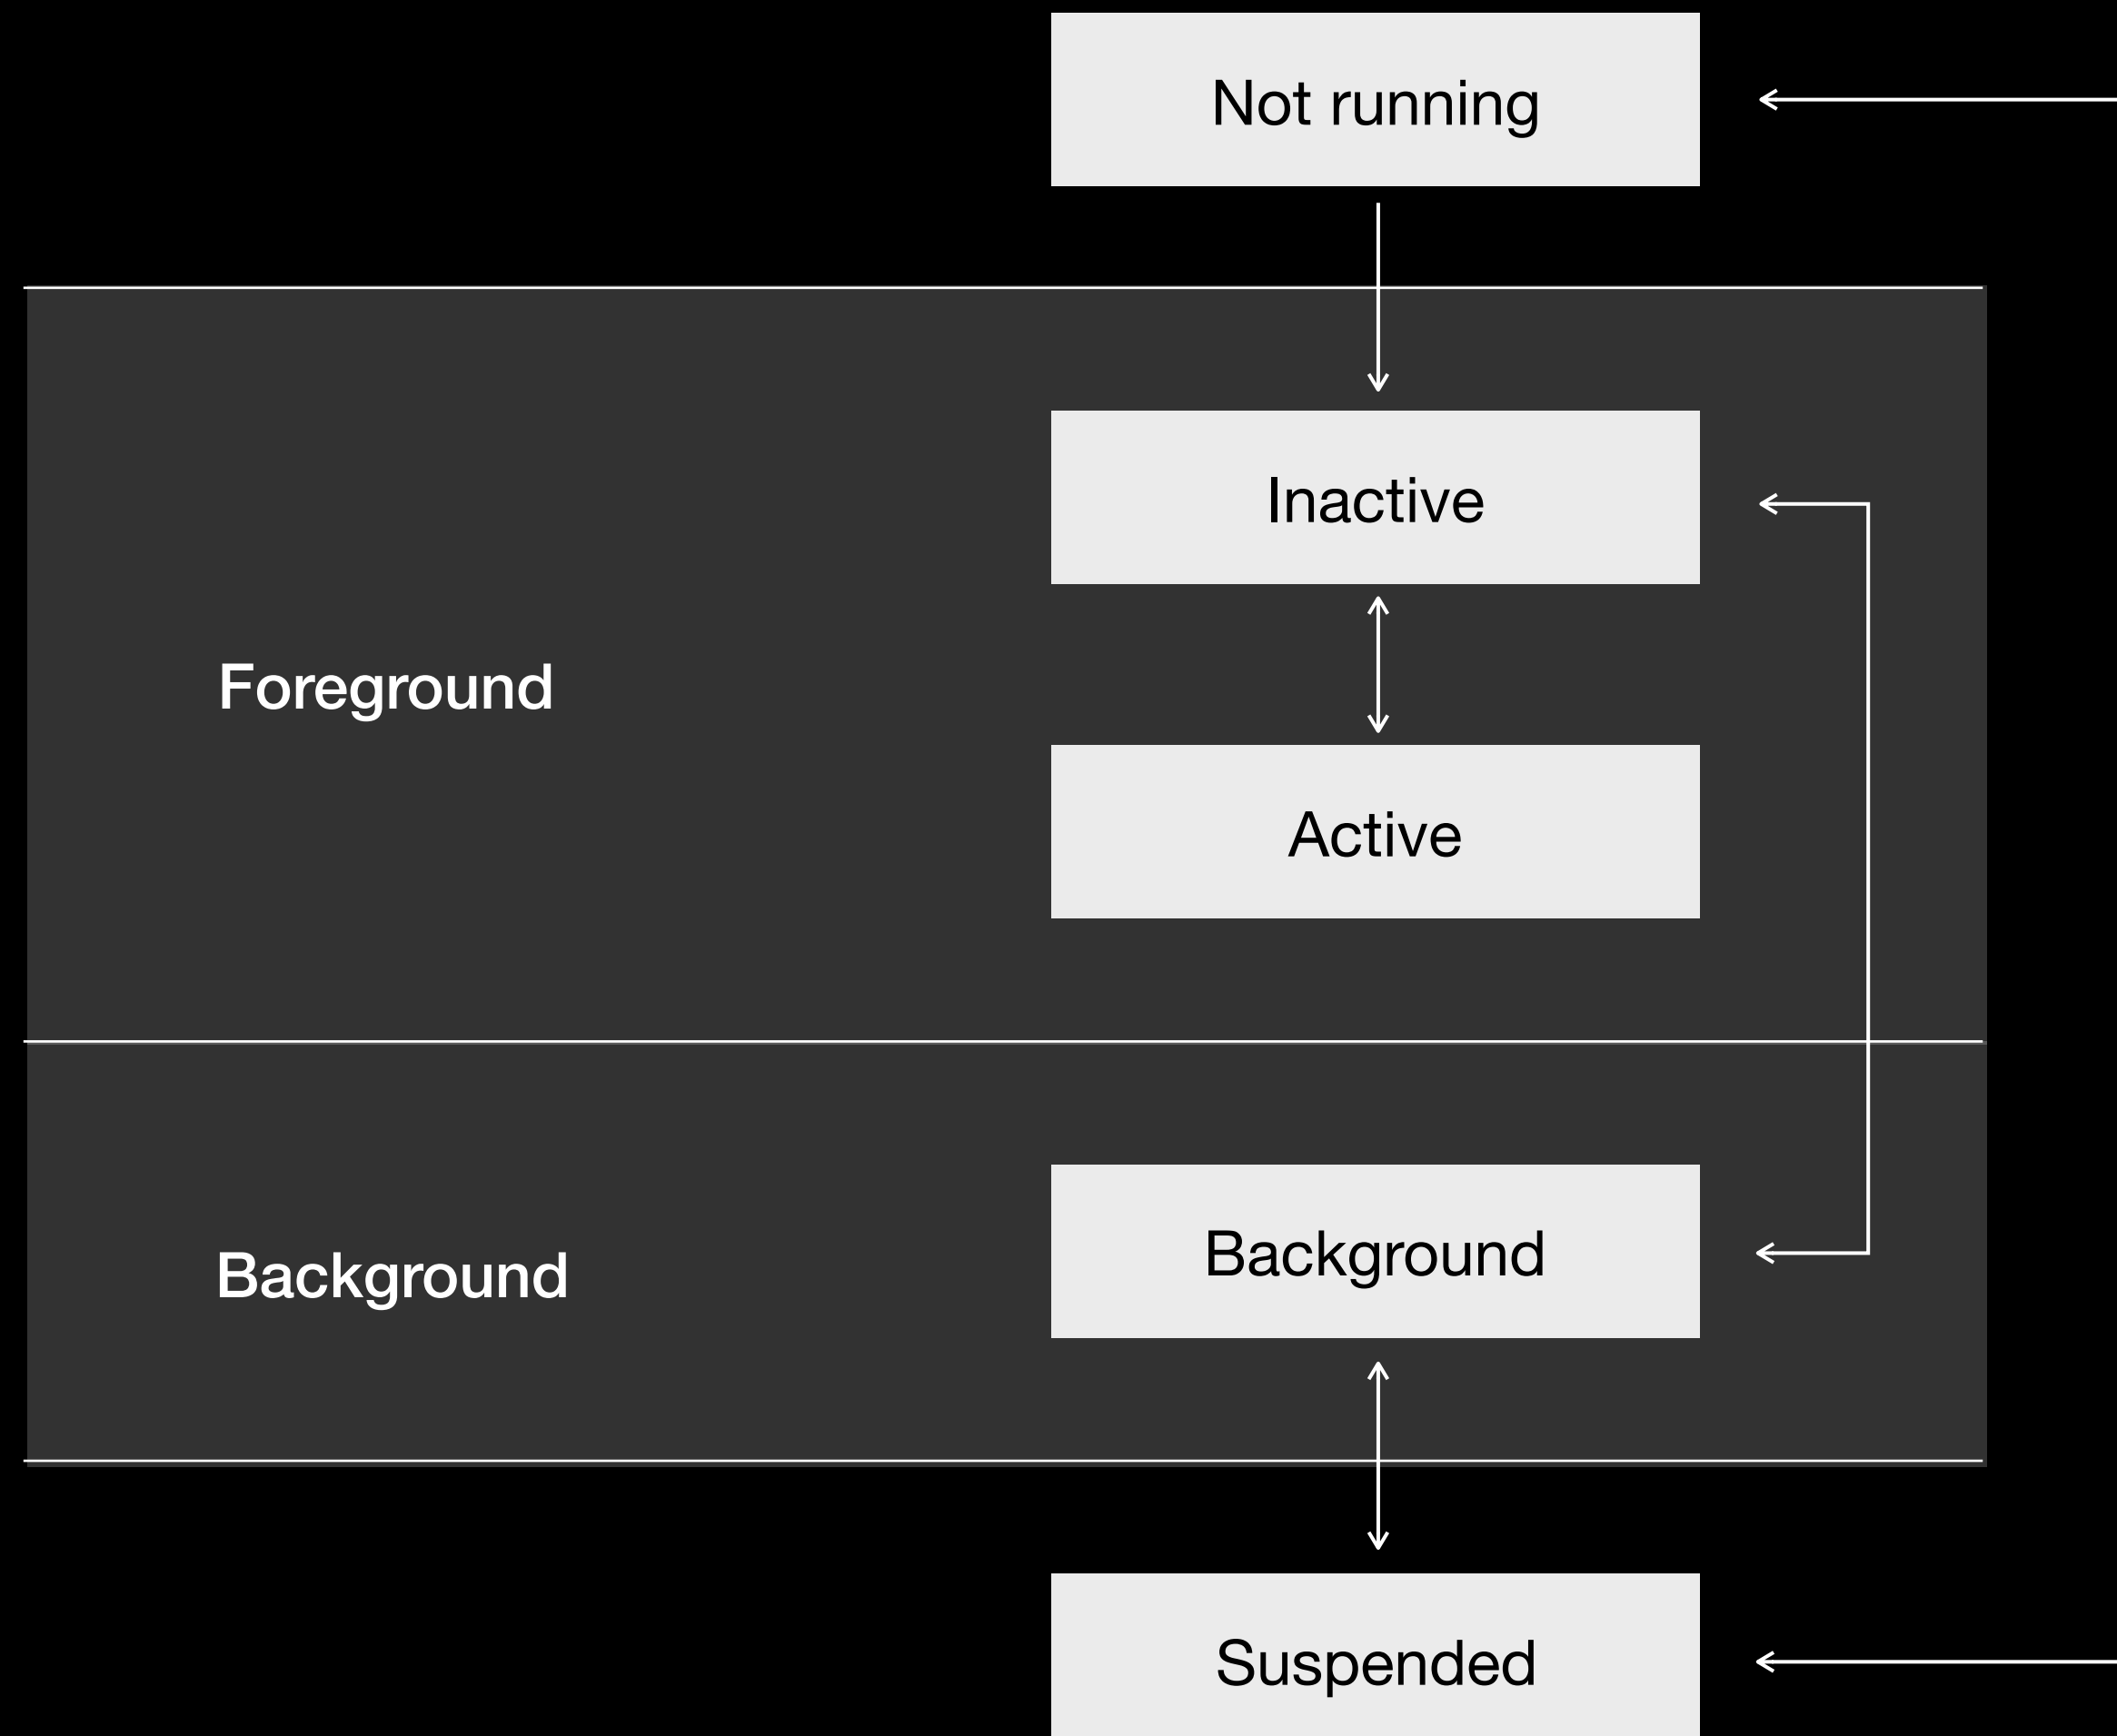 Not running
Inactive
Foreground
Active
Background
Background
Suspended